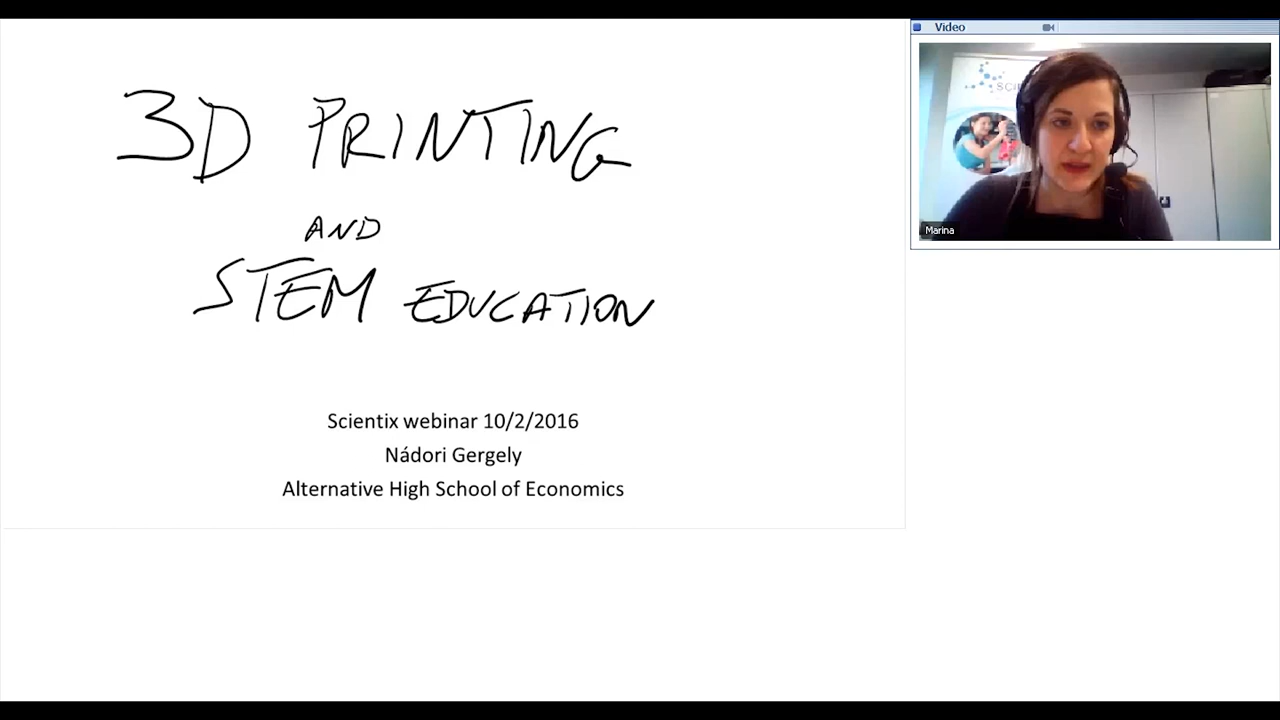 3D PRINTING
AND
STEM EDUCATION
Scientix webinar 10/2/2016
Nádori Gergely
Alternative High School of Economics
Video
Marina